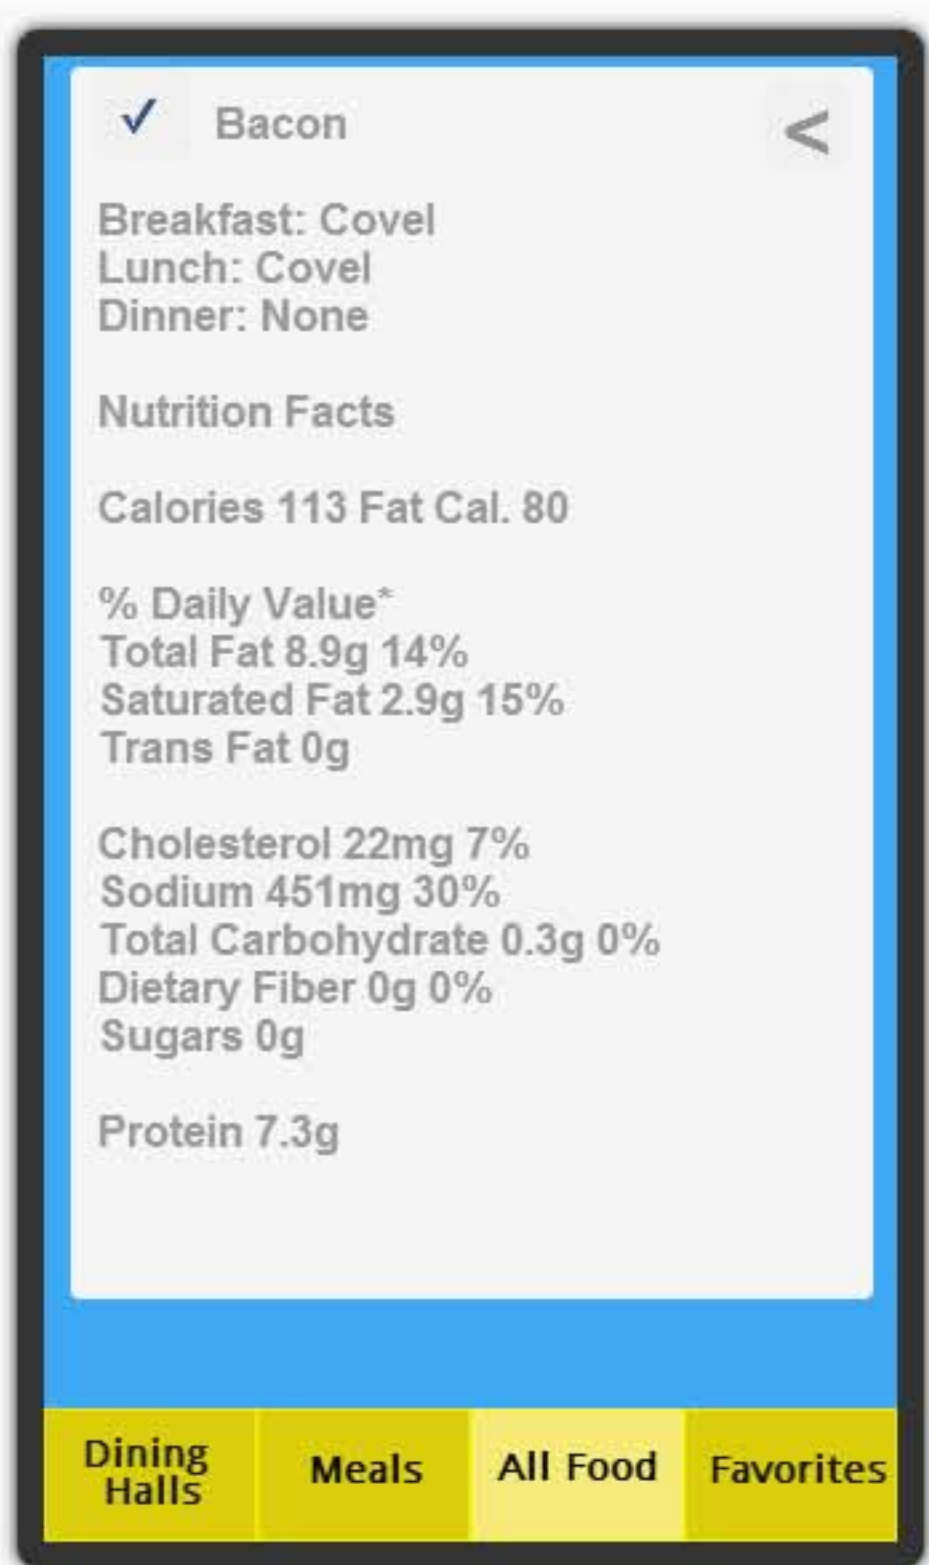 ✓ Bacon <
Breakfast: Covel
Lunch: Covel
Dinner: None
Nutrition Facts
Calories 113 Fat Cal. 80
% Daily Value*
Total Fat 8.9g 14%
Saturated Fat 2.9g 15%
Trans Fat 0g
Cholesterol 22mg 7%
Sodium 451mg 30%
Total Carbohydrate 0.3g 0%
Dietary Fiber 0g 0%
Sugars 0g
Protein 7.3g
Dining
Halls
Meals
All Food
Favorites